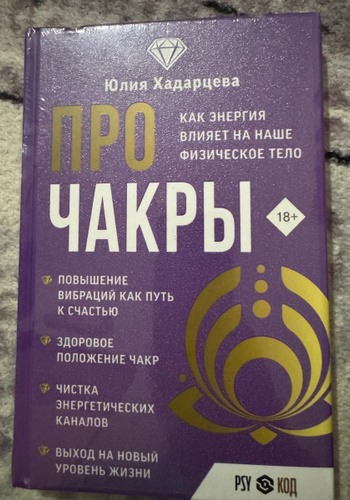 Юлия Хадарцева
ПРО
КАК ЭНЕРГИЯ
ВЛИЯЕТ НА НАШЕ
ФИЗИЧЕСКОЕ ТЕЛО
ЧАКРЫ
18+
ПОВЫШЕНИЕ
ВИБРАЦИЙ КАК ПУТЬ
К СЧАСТЬЮ
ЗДОРОВОЕ
ПОЛОЖЕНИЕ ЧАКР
ЧИСТКА
ЭНЕРГЕТИЧЕСКИХ
КАНАЛОВ
ВЫХОД НА НОВЫЙ
УРОВЕНЬ ЖИЗНИ
PSY КОД